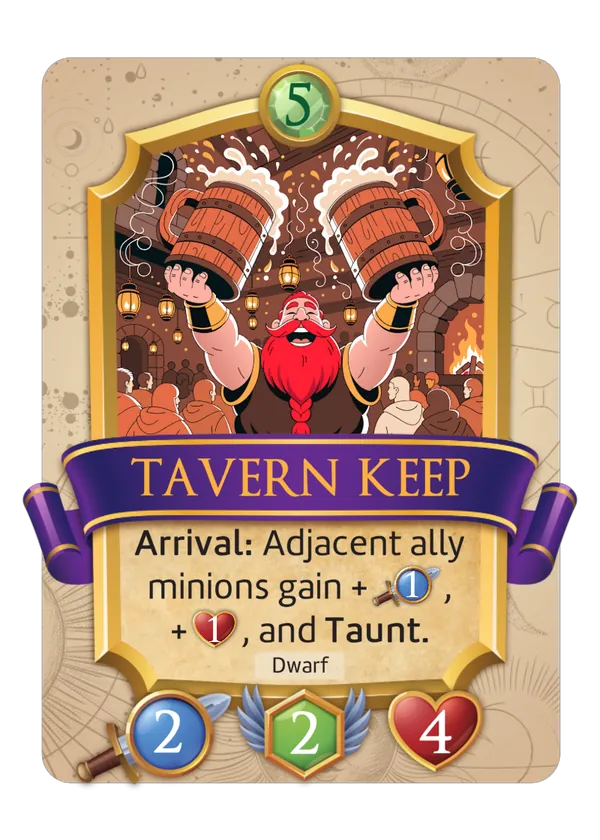 5
TAVERN KEEP
Arrival: Adjacent ally
minions gain + 1 ,
+ 1 , and Taunt.
Dwarf
2 2 4